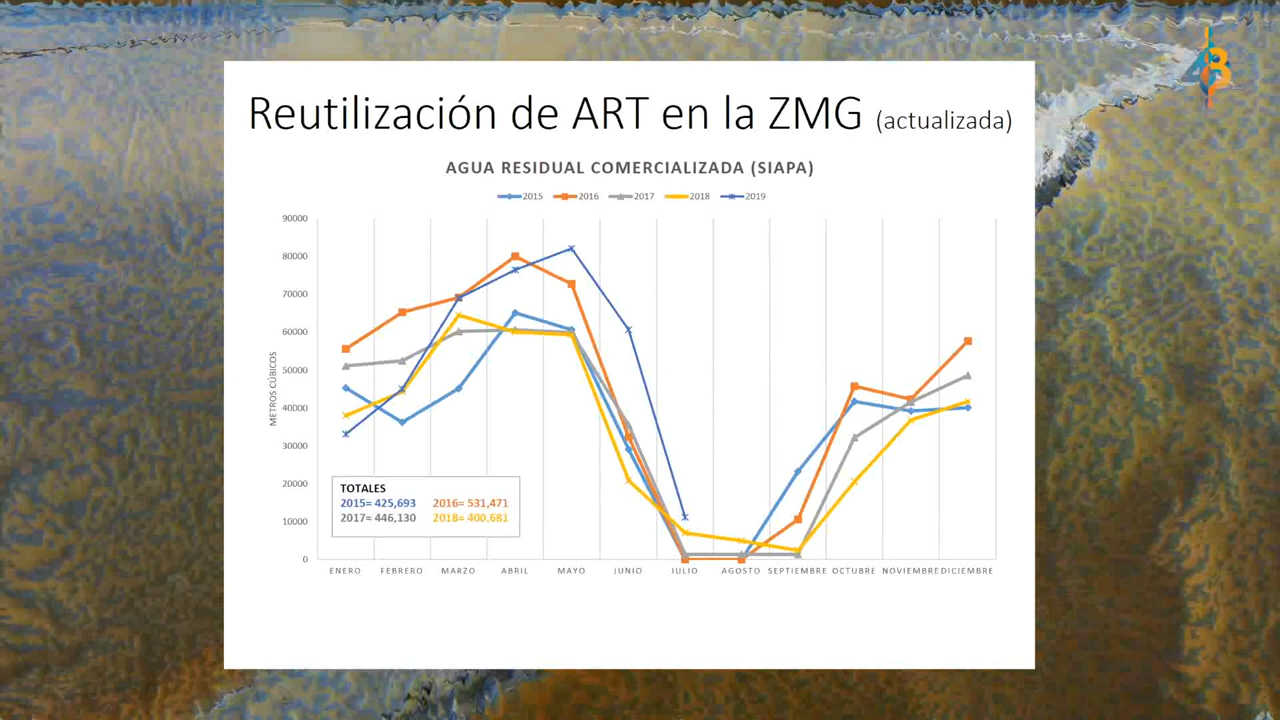 Reutilización de ART en la ZMG (actualizada)
AGUA RESIDUAL COMERCIALIZADA (SIAPA)
2015 2016 2017 2018 2019
METROS CÚBICOS
90000
80000
70000
60000
50000
40000
30000
20000
10000
0
TOTALES
2015= 425,693 2016= 531,471
2017= 446,130 2018= 400,681
ENERO FEBRERO MARZO ABRIL MAYO JUNIO JULIO AGOSTO SEPTIEMBRE OCTUBRE NOVIEMBRE DICIEMBRE
48